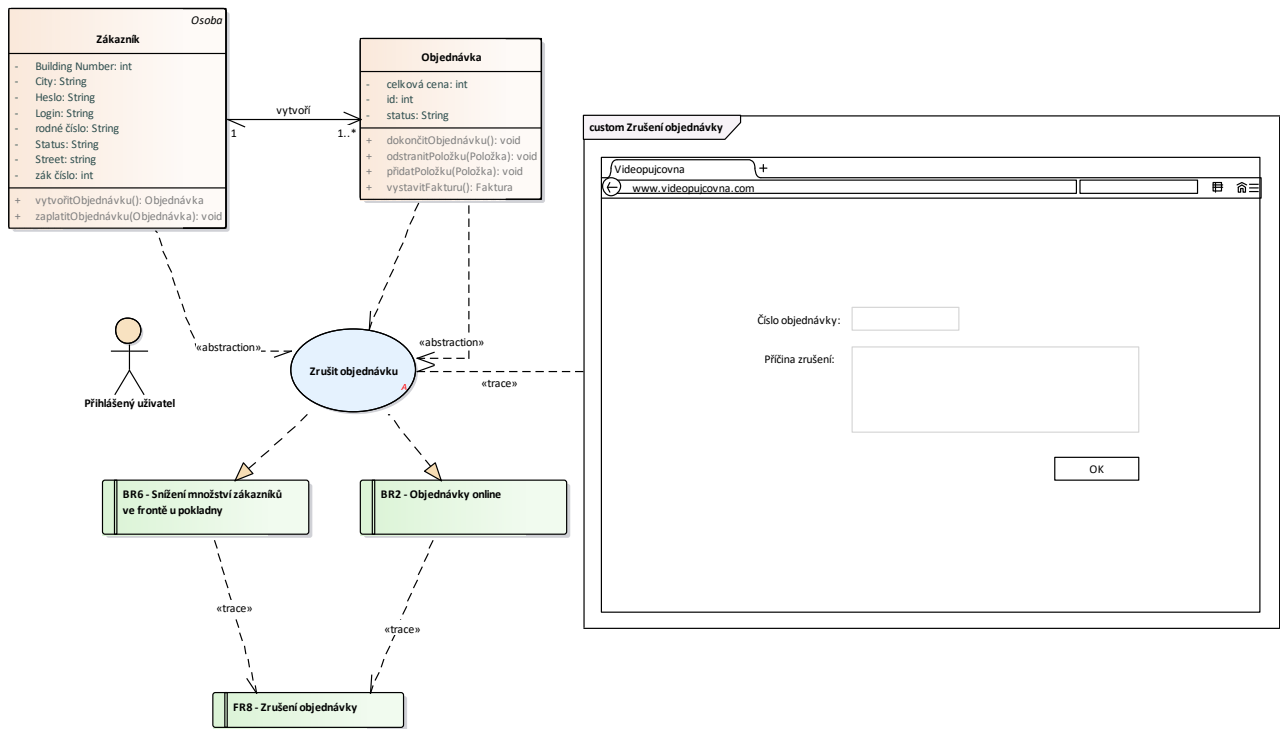 Osoba
Zákazník
- Building Number: int
- City: String
- Heslo: String
- Login: String
- rodné číslo: String
- Status: String
- Street: string
- zák číslo: int
+ vytvořitObjednávku(): Objednávka
+ zaplatitObjednávku(Objednávka): void
vytvoří
1
1..*
Objednávka
- celková cena: int
- id: int
- status: String
+ dokončitObjednávku(): void
+ odstranitPoložku(Položka): void
+ přidatPoložku(Položka): void
+ vystavitFakturu(): Faktura
custom Zrušení objednávky
Videopujcovna
+
www.videopujcovna.com
Číslo objednávky:
Příčina zrušení:
OK
«abstraction»
«abstraction»
Přihlášený uživatel
Zrušit objednávku
A
«trace»
BR6 - Snížení množství zákazníků
ve frontě u pokladny
BR2 - Objednávky online
«trace»
«trace»
FR8 - Zrušení objednávky